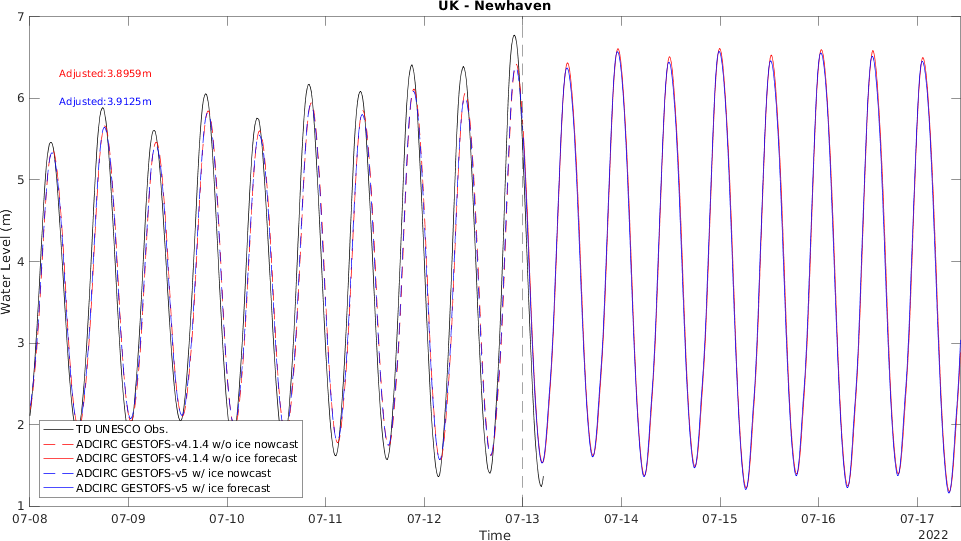 UK - Newhaven
7
6
5
4
3
2
1
Water Level (m)
Adjusted:3.8959m
Adjusted:3.9125m
TD UNESCO Obs.
ADCIRC GESTOFS-v4.1.4 w/o ice nowcast
ADCIRC GESTOFS-v4.1.4 w/o ice forecast
ADCIRC GESTOFS-v5 w/ ice nowcast
ADCIRC GESTOFS-v5 w/ ice forecast
07-08 07-09 07-10 07-11 07-12 07-13 07-14 07-15 07-16 07-17
Time
2022